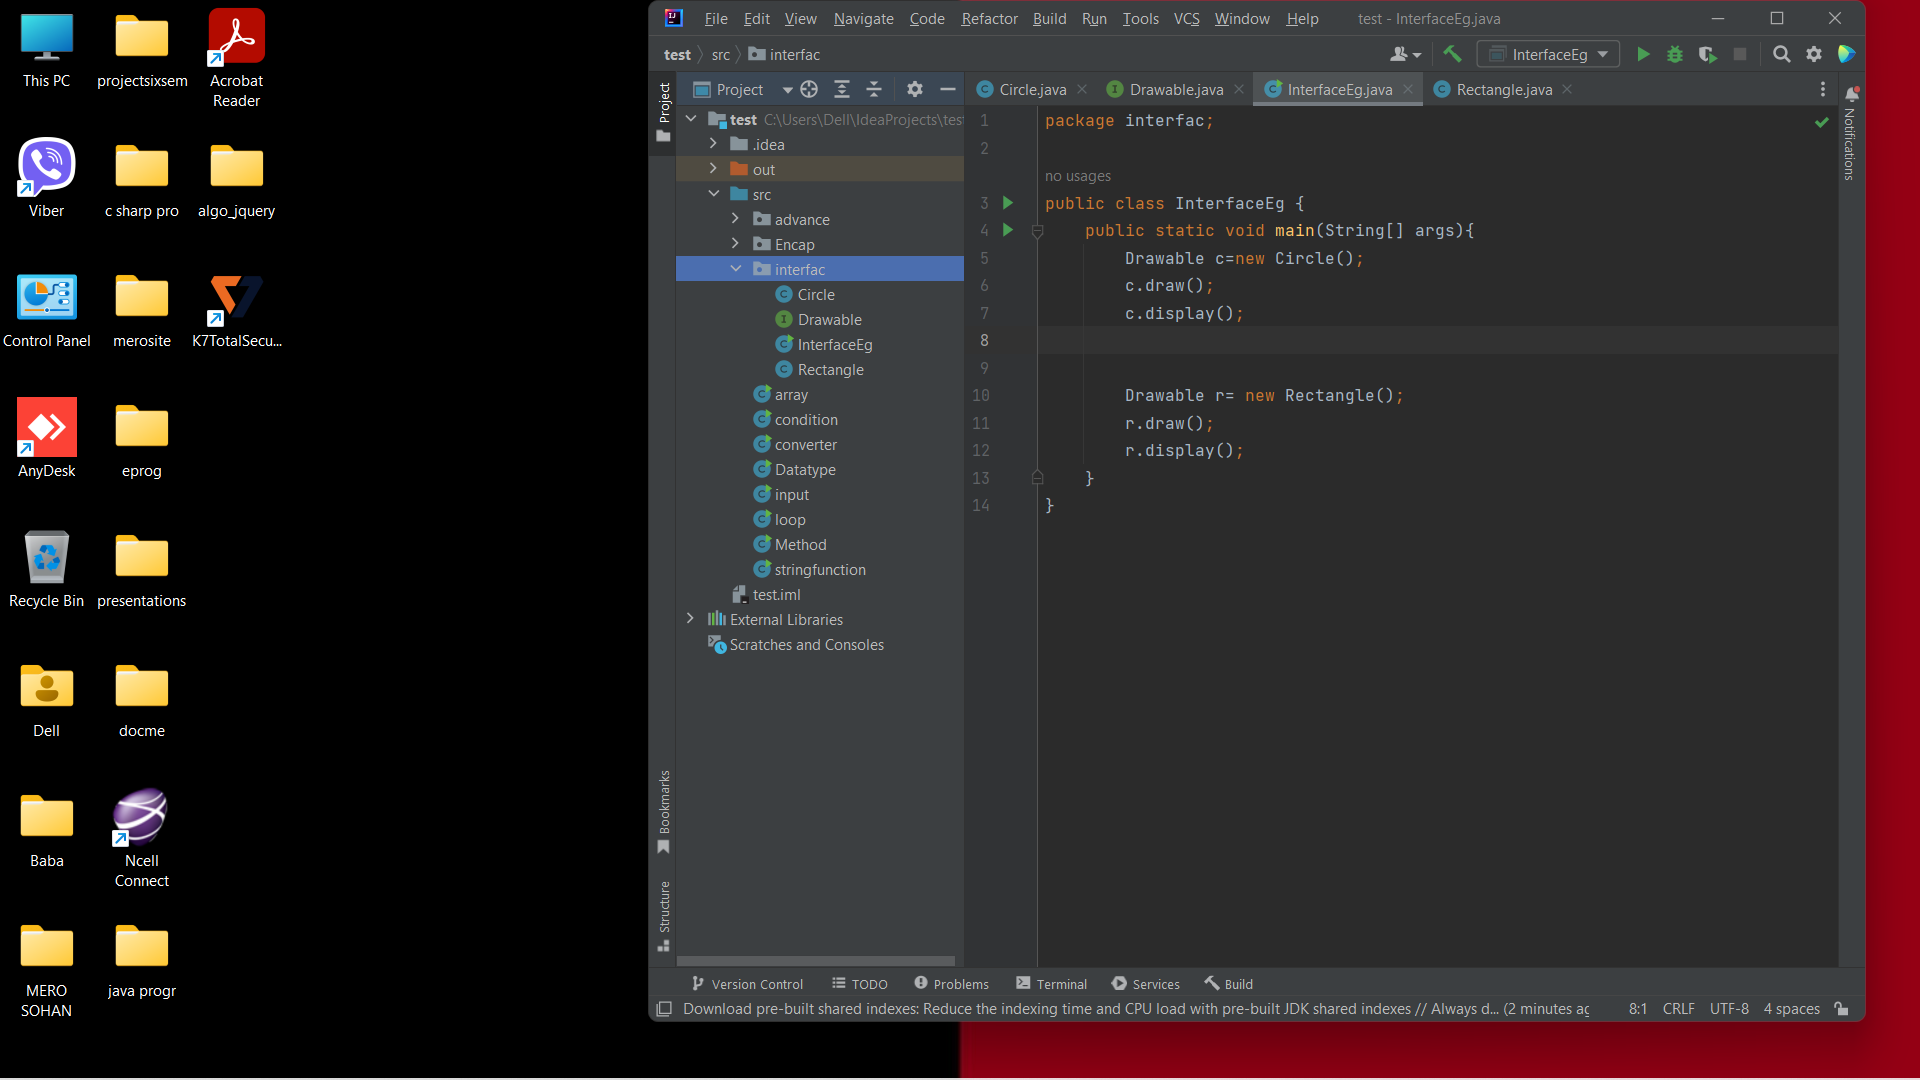 This PC
projectsixsem
Acrobat
Reader
Viber
c sharp pro
algo_jquery
Control Panel
merosite
K7TotalSecu...
AnyDesk
eprog
Recycle Bin
presentations
Dell
docme
Baba
Ncell
Connect
MERO
SOHAN
java progr
File Edit View Navigate Code Refactor Build Run Tools VCS Window Help test - InterfaceEg.java
test src interfac InterfaceEg
Project
Bookmarks
Structure
Project
test C:\Users\Dell\IdeaProjects\test
.idea
out
src
advance
Encap
interfac
Circle
Drawable
InterfaceEg
Rectangle
array
condition
converter
Datatype
input
loop
Method
stringfunction
test.iml
External Libraries
Scratches and Consoles
Circle.java Drawable.java InterfaceEg.java Rectangle.java
1 package interfac;
2
no usages
3 public class InterfaceEg {
4 public static void main(String[] args){
5 Drawable c=new Circle();
6 c.draw();
7 c.display();
8
9
10 Drawable r= new Rectangle();
11 r.draw();
12 r.display();
13 }
14 }
Notifications
Version Control TODO Problems Terminal Services Build
Download pre-built shared indexes: Reduce the indexing time and CPU load with pre-built JDK shared indexes // Always d... (2 minutes ag 8:1 CRLF UTF-8 4 spaces